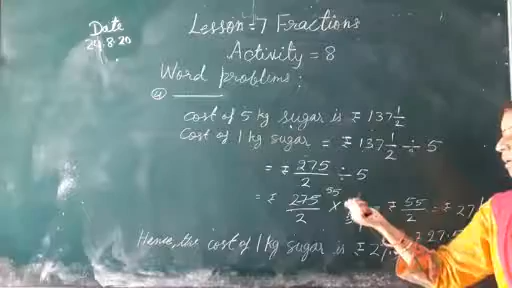 Date
24.8.20
Lesson-7 Fractions
Activity = 8
Word problems;
cost of 5 kg sugar is ₹ 137 1/2
Cost of 1 kg sugar = ₹ 137 1/2 ÷ 5
= ₹ 275/2 ÷ 5
= ₹ 275/2 × = ₹ 55/2 = ₹ 27
55
Hence, the cost of 1 kg sugar is ₹